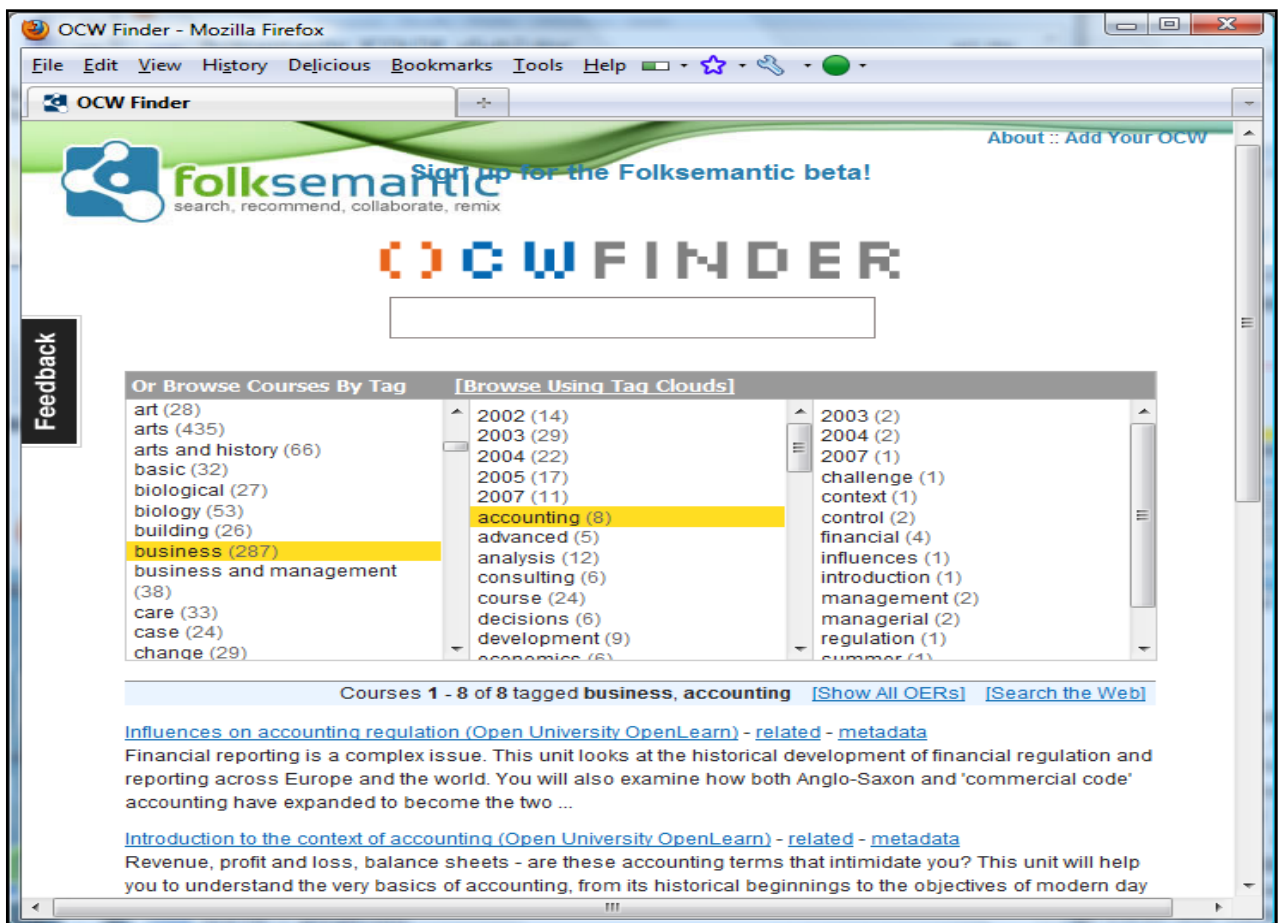 OCW Finder - Mozilla Firefox
File Edit View History Delicious Bookmarks Tools Help
OCW Finder
About :: Add Your OCW
Sign up for the Folksemantic beta!
folksemantic
search, recommend, collaborate, remix
OCWFINDER
Feedback
Or Browse Courses By Tag [Browse Using Tag Clouds]
art (28)
arts (435)
arts and history (66)
basic (32)
biological (27)
biology (53)
building (26)
business (287)
business and management
(38)
care (33)
case (24)
change (29)
2002 (14)
2003 (29)
2004 (22)
2005 (17)
2007 (11)
accounting (8)
advanced (5)
analysis (12)
consulting (6)
course (24)
decisions (6)
development (9)
economics (6)
2003 (2)
2004 (2)
2007 (1)
challenge (1)
context (1)
control (2)
financial (4)
influences (1)
introduction (1)
management (2)
managerial (2)
regulation (1)
summer (1)
Courses 1 - 8 of 8 tagged business, accounting [Show All OERs] [Search the Web]
Influences on accounting regulation (Open University OpenLearn) - related - metadata
Financial reporting is a complex issue. This unit looks at the historical development of financial regulation and
reporting across Europe and the world. You will also examine how both Anglo-Saxon and 'commercial code'
accounting have expanded to become the two ...
Introduction to the context of accounting (Open University OpenLearn) - related - metadata
Revenue, profit and loss, balance sheets - are these accounting terms that intimidate you? This unit will help
you to understand the very basics of accounting, from its historical beginnings to the objectives of modern day